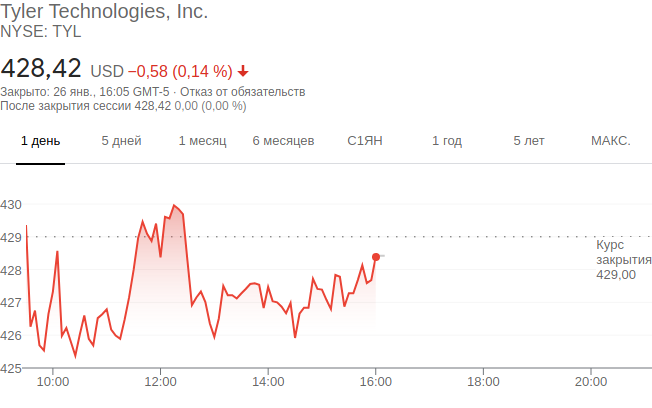 Tyler Technologies, Inc.
NYSE: TYL
428,42 USD −0,58 (0,14 %)
Закрыто: 26 янв., 16:05 GMT-5 · Отказ от обязательств
После закрытия сессии 428,42 0,00 (0,00 %)
1 день 5 дней 1 месяц 6 месяцев С1ЯН 1 год 5 лет МАКС.
430
429
Курс
закрытия
429,00
428
427
426
425
10:00 12:00 14:00 16:00 18:00 20:00